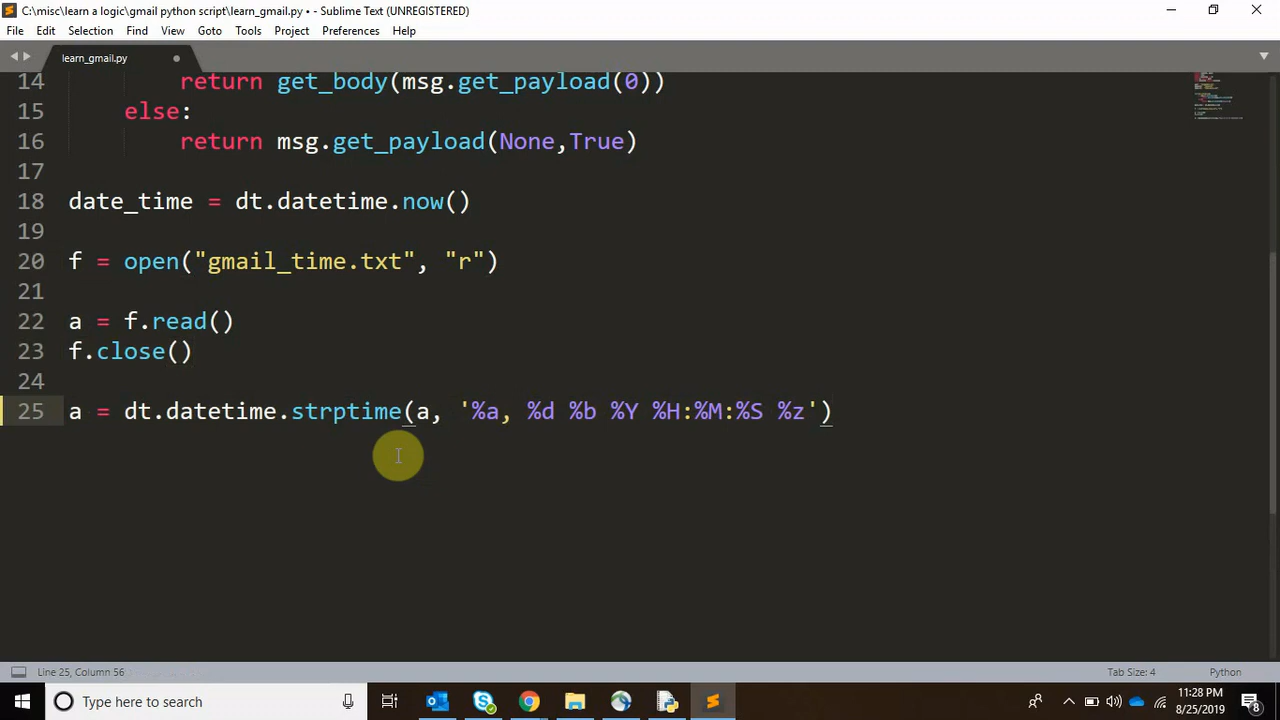 C:\misc\learn a logic\gmail python script\learn_gmail.py • - Sublime Text (UNREGISTERED)
File Edit Selection Find View Goto Tools Project Preferences Help
learn_gmail.py
14 return get_body(msg.get_payload(0))
15 else:
16 return msg.get_payload(None,True)
17
18 date_time = dt.datetime.now()
19
20 f = open("gmail_time.txt", "r")
21
22 a = f.read()
23 f.close()
24
25 a = dt.datetime.strptime(a, '%a, %d %b %Y %H:%M:%S %z')
Line 25, Column 56 Tab Size: 4 Python
Type here to search
11:28 PM
8/25/2019
8